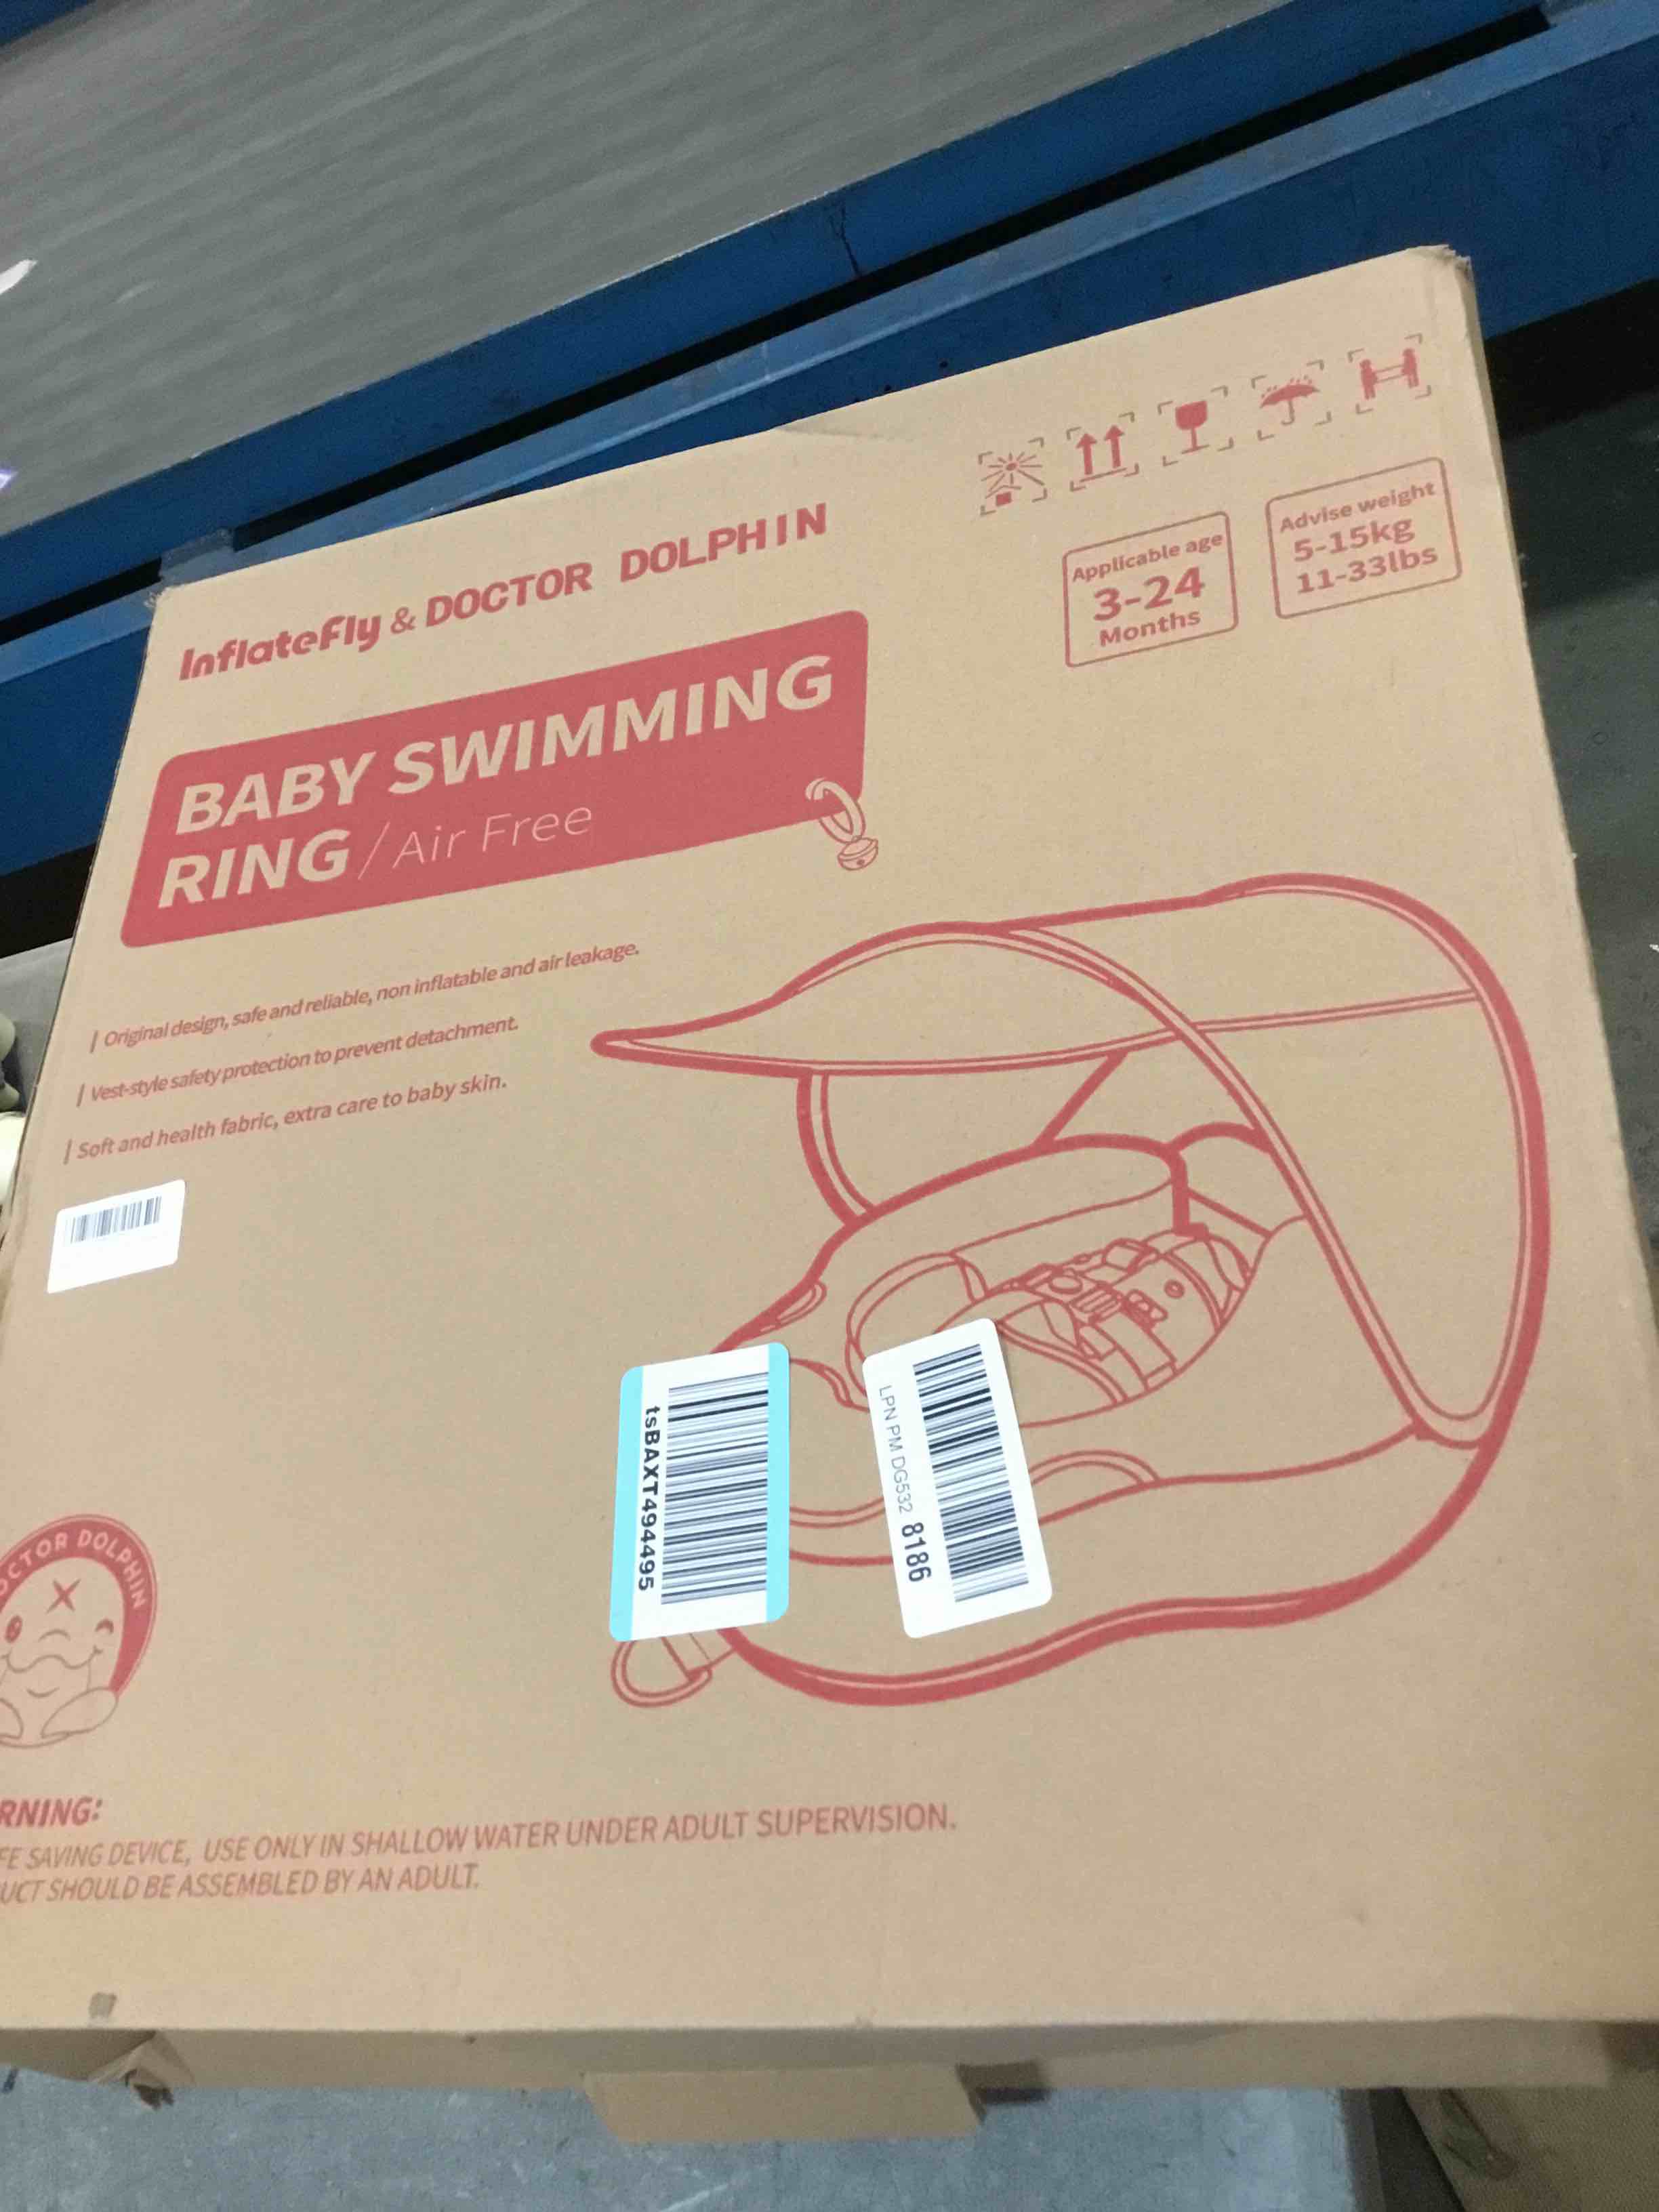 InflateFly & DOCTOR DOLPHIN
Applicable age
3-24
Months
Advise weight
5-15kg
11-33lbs
BABY SWIMMING
RING / Air Free
| Original design, safe and reliable, non inflatable and air leakage.
| Vest-style safety protection to prevent detachment.
| Soft and health fabric, extra care to baby skin.
tsBAXT494495
LPN PM DG532 8186
CTOR DOLPHIN
RNING:
FE SAVING DEVICE, USE ONLY IN SHALLOW WATER UNDER ADULT SUPERVISION.
UCT SHOULD BE ASSEMBLED BY AN ADULT.